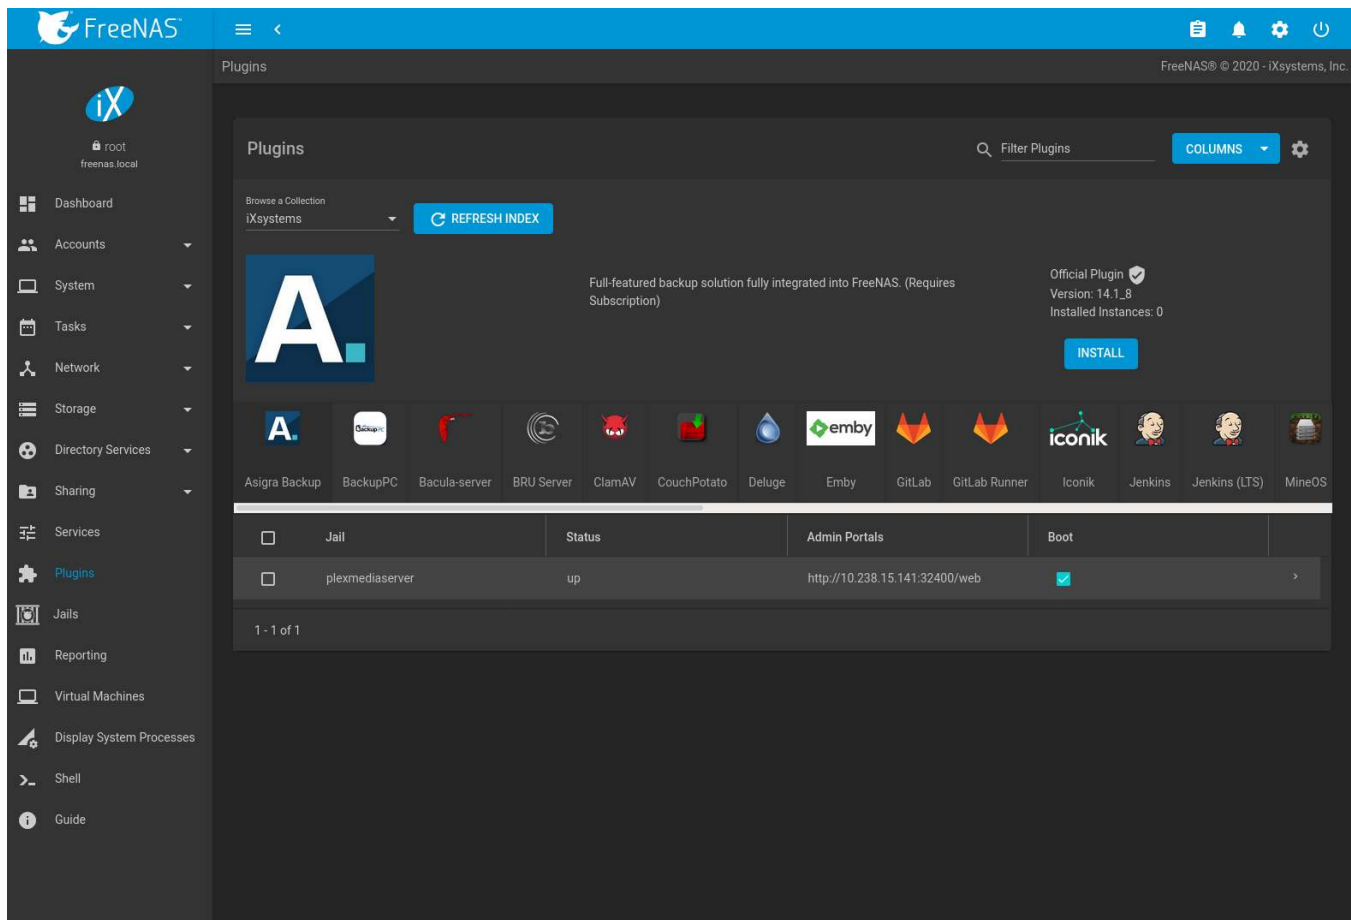 FreeNAS
Plugins
FreeNAS® © 2020 - iXsystems, Inc.
iX
root
freenas.local
Dashboard
Accounts
System
Tasks
Network
Storage
Directory Services
Sharing
Services
Plugins
Jails
Reporting
Virtual Machines
Display System Processes
Shell
Guide
Plugins
Filter Plugins
COLUMNS
Browse a Collection
iXsystems
REFRESH INDEX
A.
Full-featured backup solution fully integrated into FreeNAS. (Requires
Subscription)
Official Plugin
Version: 14.1_8
Installed Instances: 0
INSTALL
A.
BackupPC
emby
iconik
Asigra Backup
BackupPC
Bacula-server
BRU Server
ClamAV
CouchPotato
Deluge
Emby
GitLab
GitLab Runner
Iconik
Jenkins
Jenkins (LTS)
MineOS
Jail
Status
Admin Portals
Boot
plexmediaserver
up
http://10.238.15.141:32400/web
1 - 1 of 1